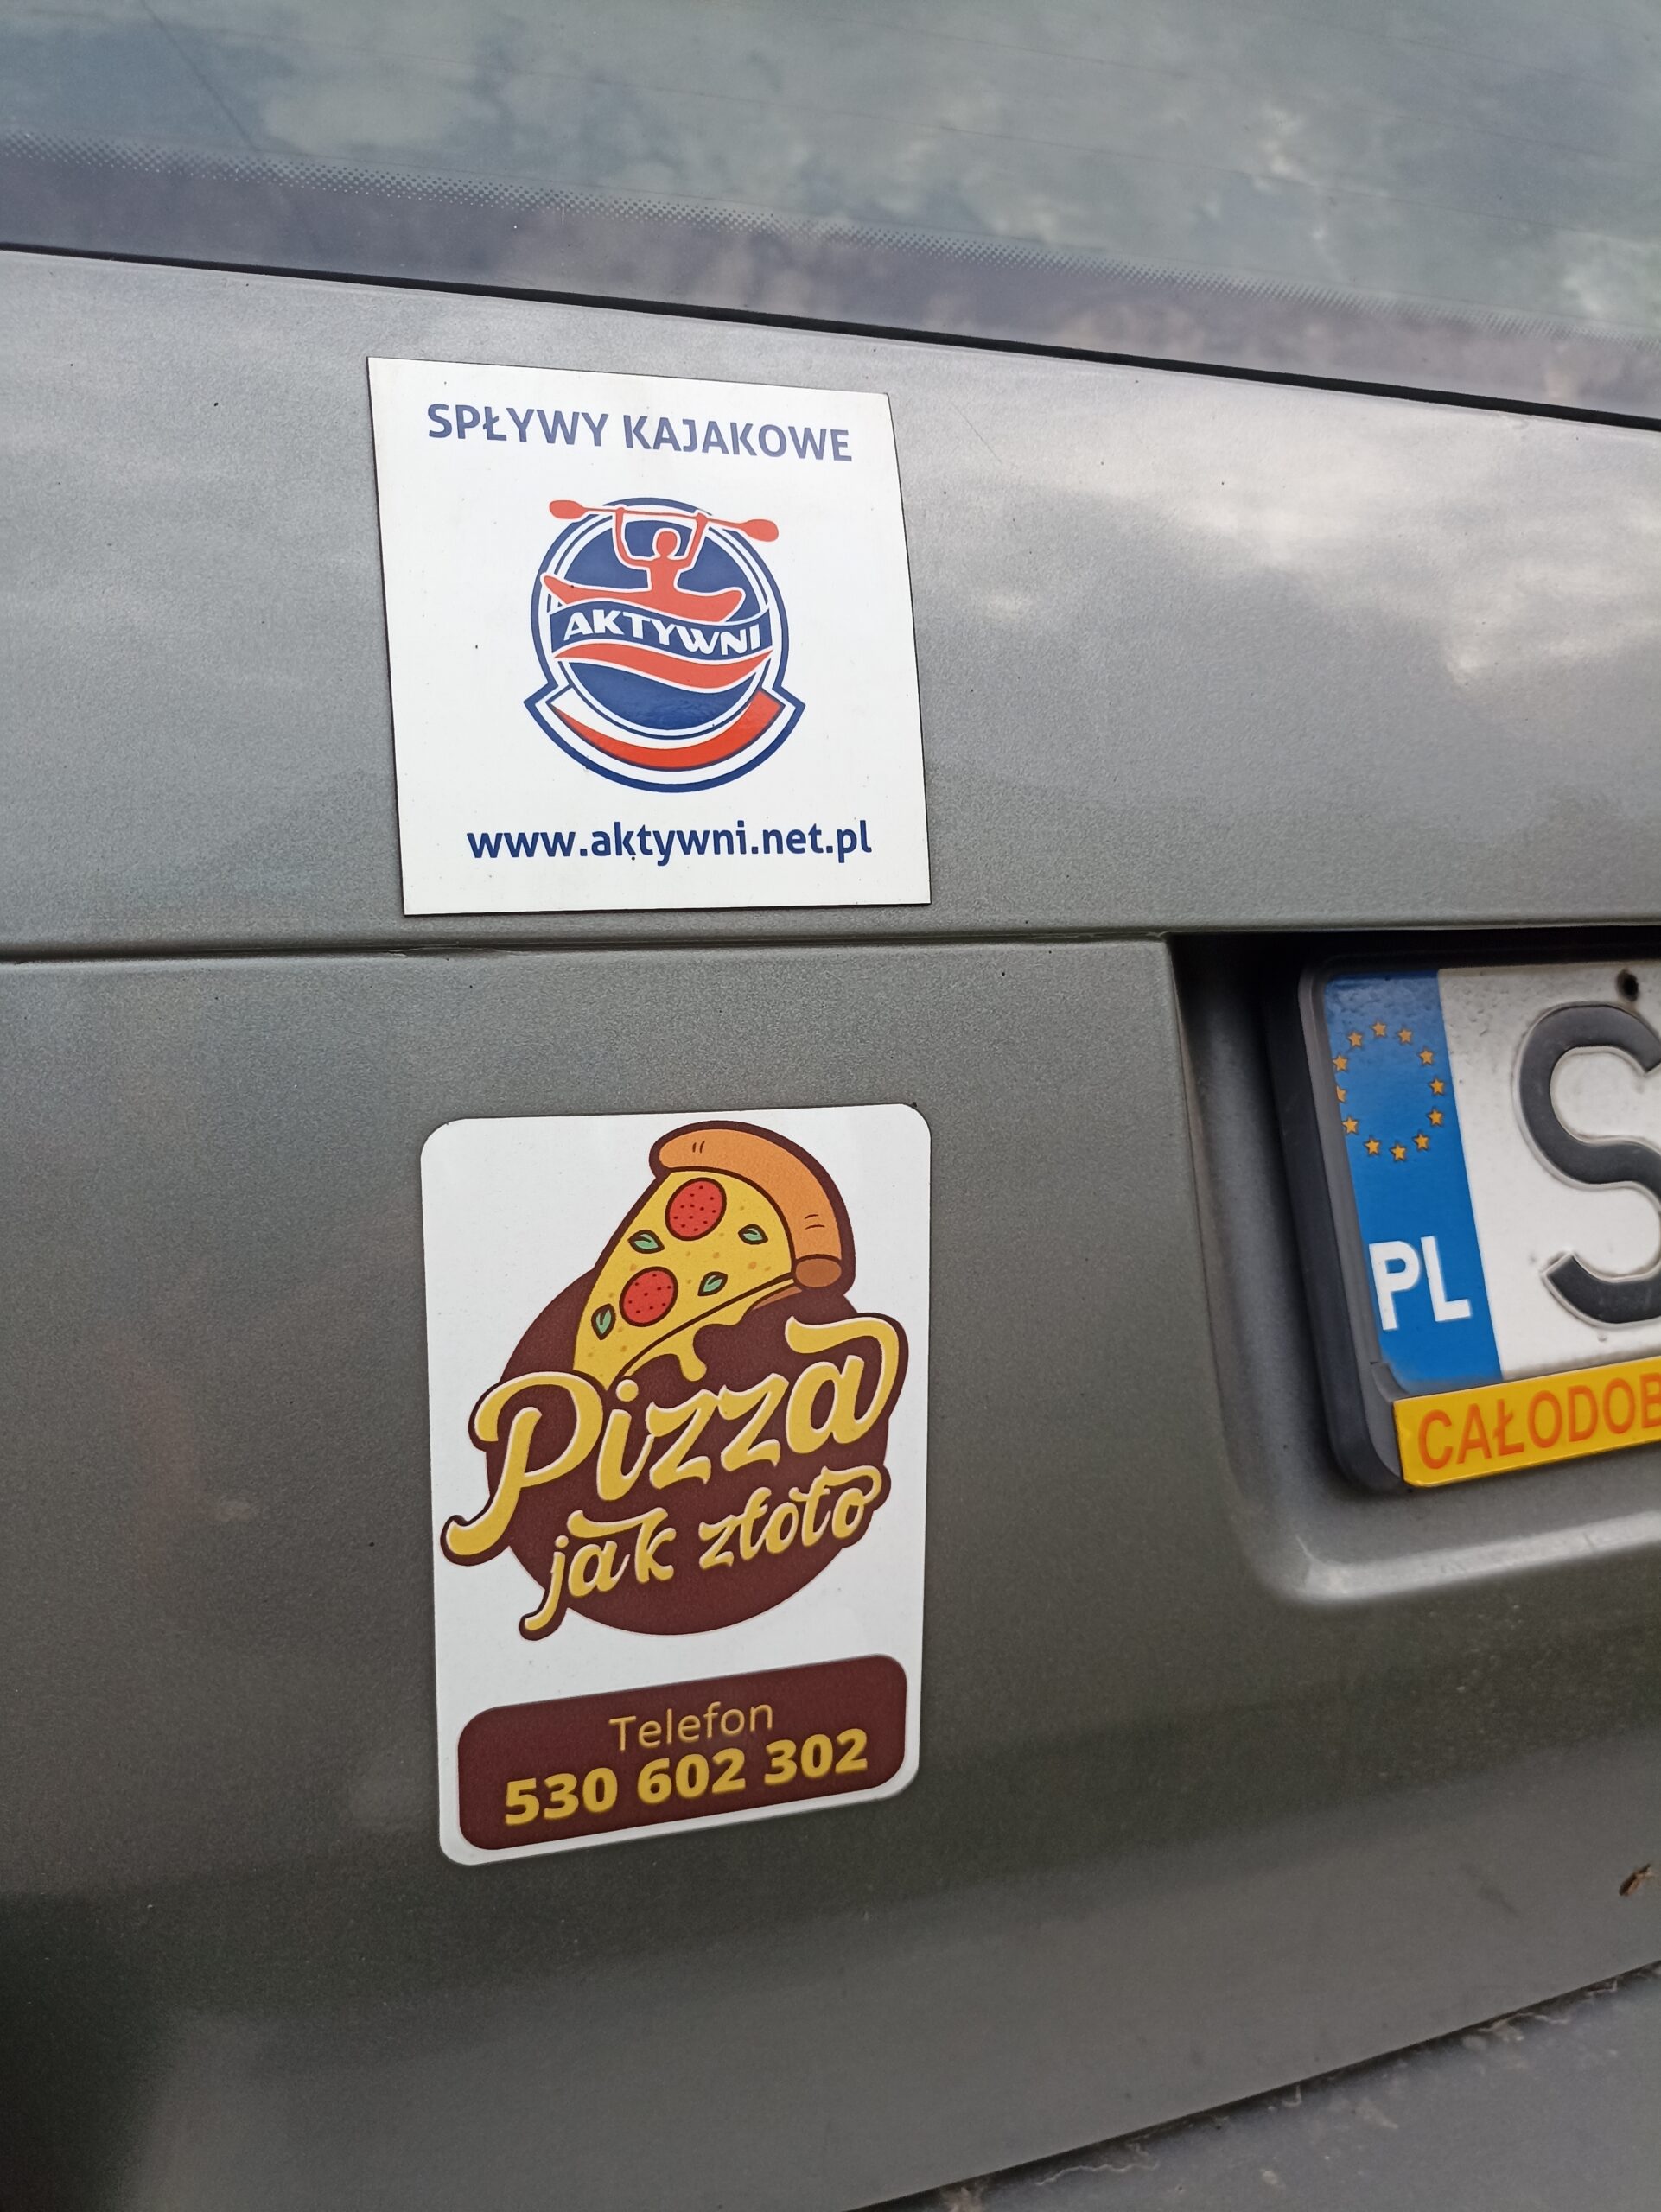 SPŁYWY KAJAKOWE
AKTYWNI
www.aktywni.net.pl
S
PL
CAŁODOB
Pizza
jak złoto
Telefon
530 602 302